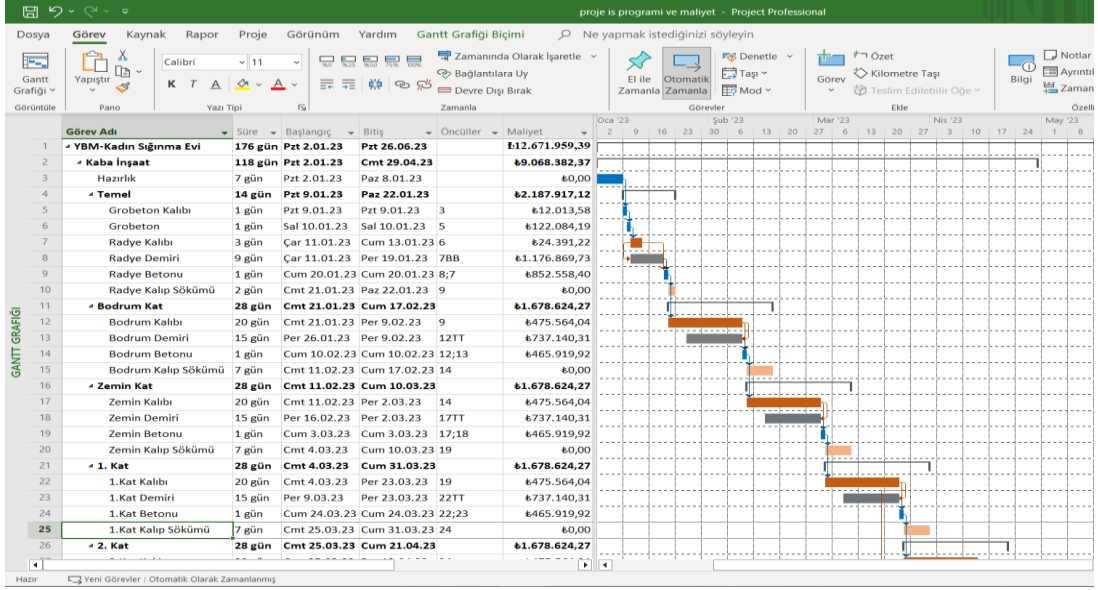 proje is programi ve maliyet - Project Professional
Dosya Görev Kaynak Rapor Proje Görünüm Yardım Gantt Grafiği Biçimi Ne yapmak istediğinizi söyleyin
Gantt Grafiği
Görüntüle
Yapıştır
Pano
Calibri 11
K T A A
Yazı Tipi
%0 %25 %50 %75 %100
Zamanında Olarak İşaretle
Bağlantılara Uy
Devre Dışı Bırak
Zamanla
El ile Zamanla
Otomatik Zamanla
Denetle
Taşı
Mod
Görevler
Görev
Özet
Kilometre Taşı
Teslim Edilebilir Öğe
Ekle
Bilgi
Notlar
Ayrıntıl
Zaman
Özelli
Görev Adı Süre Başlangıç Bitiş Öncüller Maliyet
Oca '23 Şub '23 Mar '23 Nis '23 May '23
2 9 16 23 30 6 13 20 27 6 13 20 27 3 10 17 24 1 8
GANTT GRAFİĞİ
1 YBM-Kadın Sığınma Evi 176 gün Pzt 2.01.23 Pzt 26.06.23 ₺12.671.959,39
2 Kaba İnşaat 118 gün Pzt 2.01.23 Cmt 29.04.23 ₺9.068.382,37
3 Hazırlık 7 gün Pzt 2.01.23 Paz 8.01.23 ₺0,00
4 Temel 14 gün Pzt 9.01.23 Paz 22.01.23 ₺2.187.917,12
5 Grobeton Kalıbı 1 gün Pzt 9.01.23 Pzt 9.01.23 3 ₺12.013,58
6 Grobeton 1 gün Sal 10.01.23 Sal 10.01.23 5 ₺122.084,19
7 Radye Kalıbı 3 gün Çar 11.01.23 Cum 13.01.23 6 ₺24.391,22
8 Radye Demiri 9 gün Çar 11.01.23 Per 19.01.23 7BB ₺1.176.869,73
9 Radye Betonu 1 gün Cum 20.01.23 Cum 20.01.23 8;7 ₺852.558,40
10 Radye Kalıp Sökümü 2 gün Cmt 21.01.23 Paz 22.01.23 9 ₺0,00
11 Bodrum Kat 28 gün Cmt 21.01.23 Cum 17.02.23 ₺1.678.624,27
12 Bodrum Kalıbı 20 gün Cmt 21.01.23 Per 9.02.23 9 ₺475.564,04
13 Bodrum Demiri 15 gün Per 26.01.23 Per 9.02.23 12TT ₺737.140,31
14 Bodrum Betonu 1 gün Cum 10.02.23 Cum 10.02.23 12;13 ₺465.919,92
15 Bodrum Kalıp Sökümü 7 gün Cmt 11.02.23 Cum 17.02.23 14 ₺0,00
16 Zemin Kat 28 gün Cmt 11.02.23 Cum 10.03.23 ₺1.678.624,27
17 Zemin Kalıbı 20 gün Cmt 11.02.23 Per 2.03.23 14 ₺475.564,04
18 Zemin Demiri 15 gün Per 16.02.23 Per 2.03.23 17TT ₺737.140,31
19 Zemin Betonu 1 gün Cum 3.03.23 Cum 3.03.23 17;18 ₺465.919,92
20 Zemin Kalıp Sökümü 7 gün Cmt 4.03.23 Cum 10.03.23 19 ₺0,00
21 1. Kat 28 gün Cmt 4.03.23 Cum 31.03.23 ₺1.678.624,27
22 1.Kat Kalıbı 20 gün Cmt 4.03.23 Per 23.03.23 19 ₺475.564,04
23 1.Kat Demiri 15 gün Per 9.03.23 Per 23.03.23 22TT ₺737.140,31
24 1.Kat Betonu 1 gün Cum 24.03.23 Cum 24.03.23 22;23 ₺465.919,92
25 1.Kat Kalıp Sökümü 7 gün Cmt 25.03.23 Cum 31.03.23 24 ₺0,00
26 2. Kat 28 gün Cmt 25.03.23 Cum 21.04.23 ₺1.678.624,27
Hazır Yeni Görevler : Otomatik Olarak Zamanlanmış